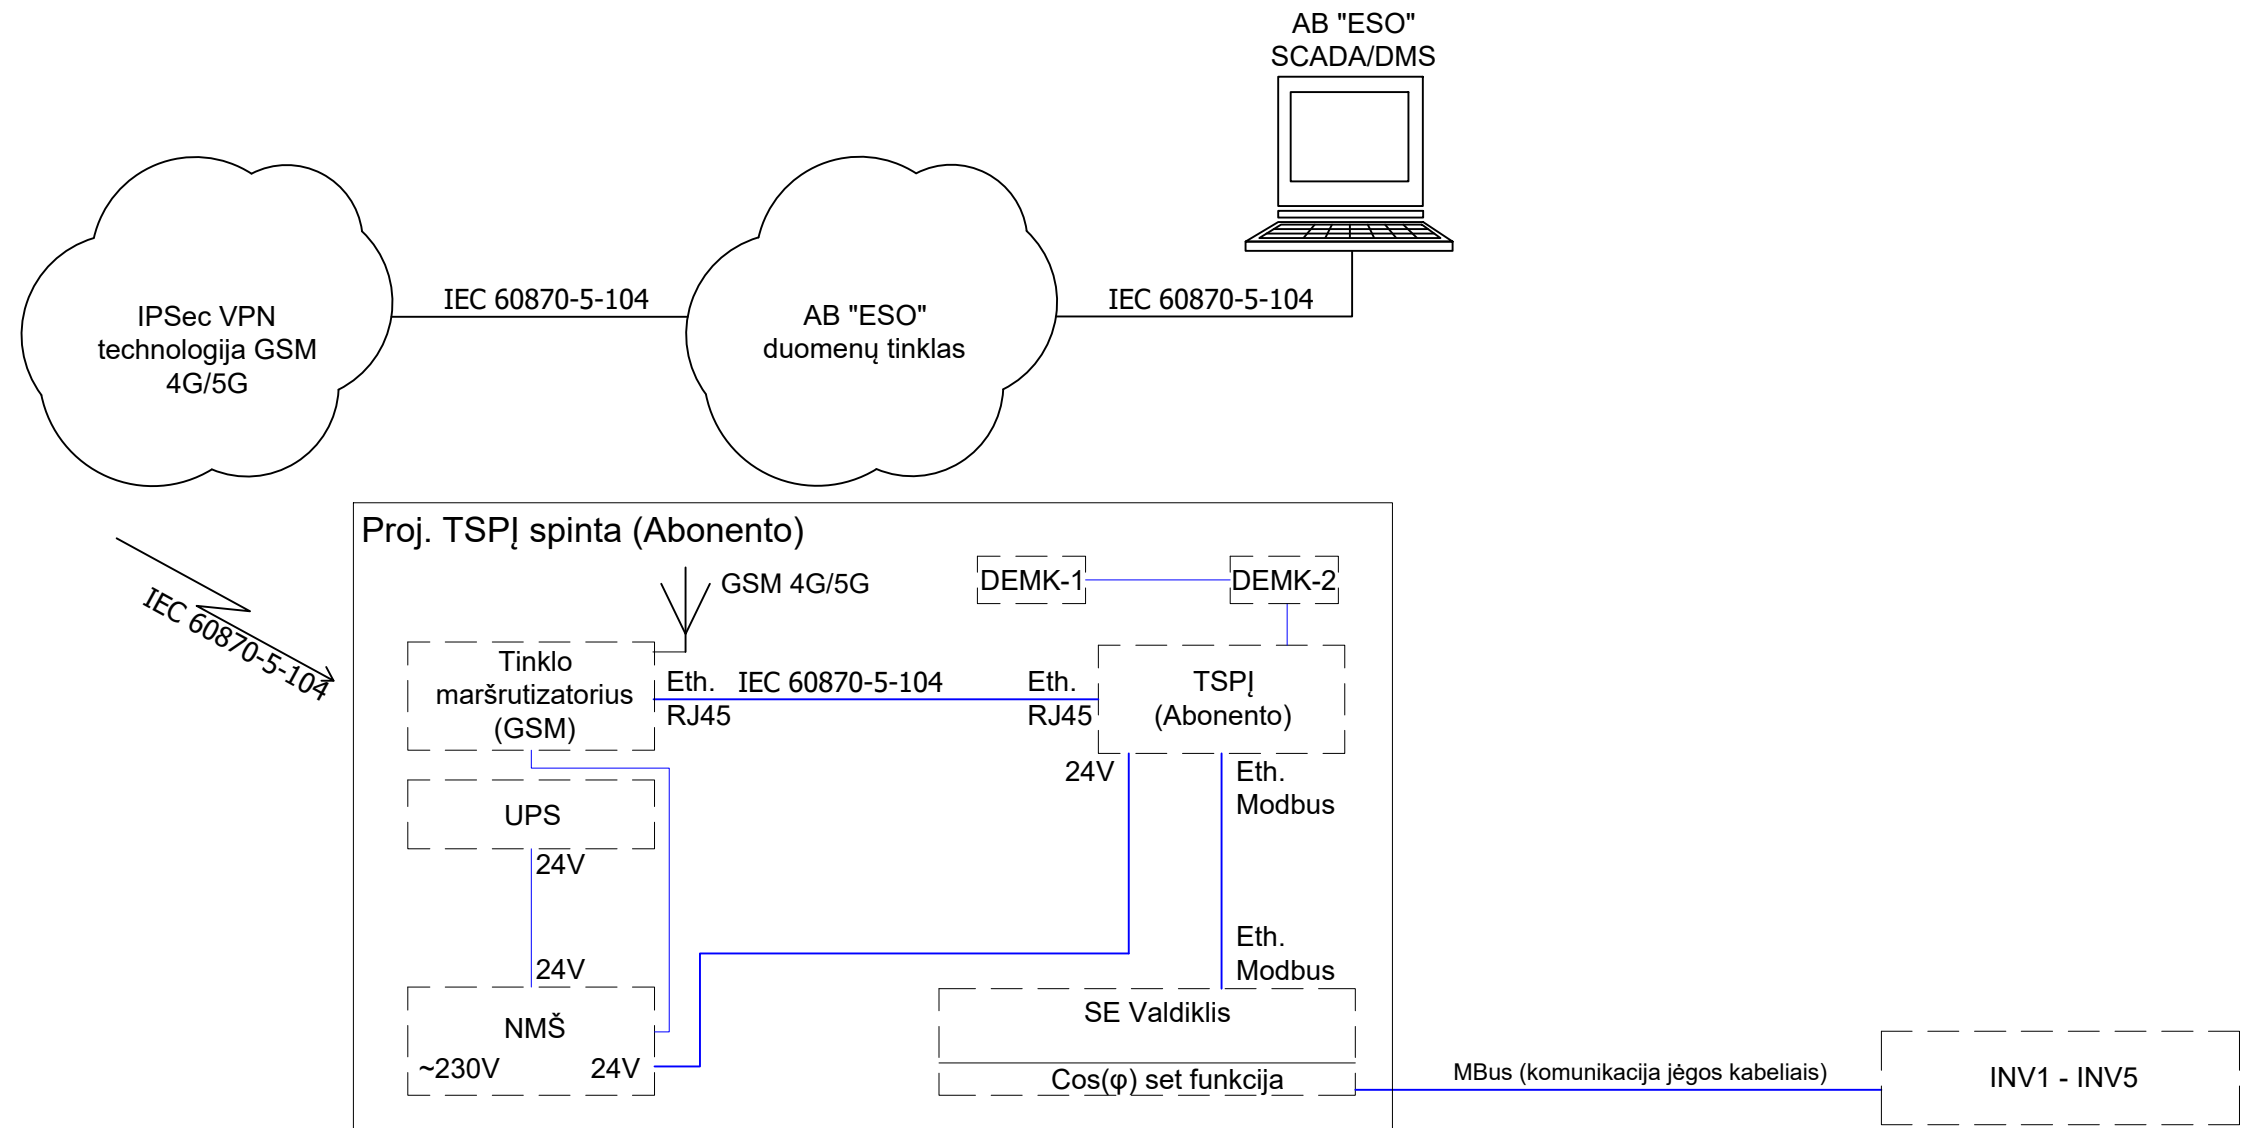 AB "ESO"
SCADA/DMS
IPSec VPN
technologija GSM
4G/5G
IEC 60870-5-104
AB "ESO"
duomenų tinklas
IEC 60870-5-104
IEC 60870-5-104
Proj. TSPĮ spinta (Abonento)
GSM 4G/5G
DEMK-1
DEMK-2
Tinklo
maršrutizatorius
(GSM)
Eth.
RJ45
IEC 60870-5-104
Eth.
RJ45
TSPĮ
(Abonento)
24V
Eth.
Modbus
UPS
24V
24V
Eth.
Modbus
NMŠ
~230V
24V
SE Valdiklis
Cos(φ) set funkcija
MBus (komunikacija jėgos kabeliais)
INV1 - INV5